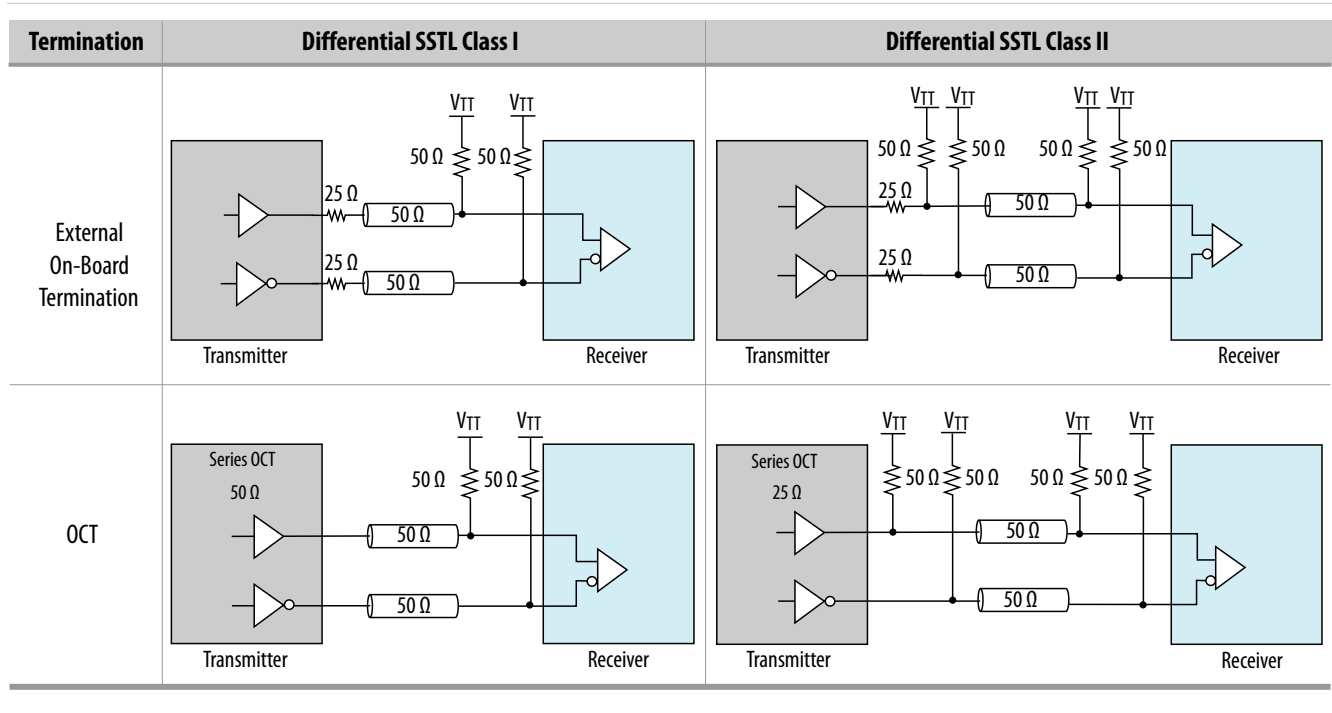 Termination
Differential SSTL Class I
Differential SSTL Class II
External
On-Board
Termination
VTT VTT
50 Ω 50 Ω
25 Ω
50 Ω
25 Ω
50 Ω
Transmitter
Receiver
VTT VTT VTT VTT
50 Ω 50 Ω 50 Ω 50 Ω
25 Ω
50 Ω
25 Ω
50 Ω
Transmitter
Receiver
OCT
VTT VTT
Series OCT
50 Ω
50 Ω 50 Ω
50 Ω
50 Ω
Transmitter
Receiver
VTT VTT VTT VTT
Series OCT
25 Ω
50 Ω 50 Ω 50 Ω 50 Ω
50 Ω
50 Ω
Transmitter
Receiver